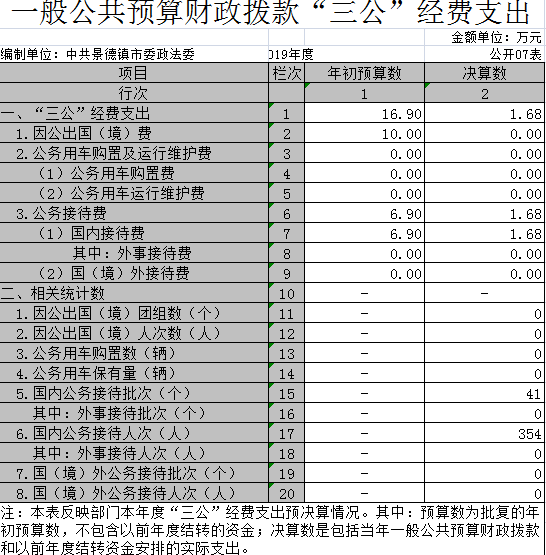 一般公共预算财政拨款“三公”经费支出
金额单位：万元
编制单位：中共景德镇市委政法委 019年度 公开07表
项目 栏次 年初预算数 决算数
行次 1 2
一、“三公”经费支出 1 16.90 1.68
1.因公出国（境）费 2 10.00 0.00
2.公务用车购置及运行维护费 3 0.00 0.00
（1）公务用车购置费 4 0.00 0.00
（2）公务用车运行维护费 5 0.00 0.00
3.公务接待费 6 6.90 1.68
（1）国内接待费 7 6.90 1.68
其中：外事接待费 8 0.00 0.00
（2）国（境）外接待费 9 0.00 0.00
二、相关统计数 10 － －
1.因公出国（境）团组数（个） 11 － 0
2.因公出国（境）人次数（人） 12 － 0
3.公务用车购置数（辆） 13 － 0
4.公务用车保有量（辆） 14 － 0
5.国内公务接待批次（个） 15 － 41
其中：外事接待批次（个） 16 － 0
6.国内公务接待人次（人） 17 － 354
其中：外事接待人次（人） 18 － 0
7.国（境）外公务接待批次（个） 19 － 0
8.国（境）外公务接待人次（人） 20 － 0
注：本表反映部门本年度“三公”经费支出预决算情况。其中：预算数为批复的年
初预算数，不包含以前年度结转的资金；决算数是包括当年一般公共预算财政拨款
和以前年度结转资金安排的实际支出。